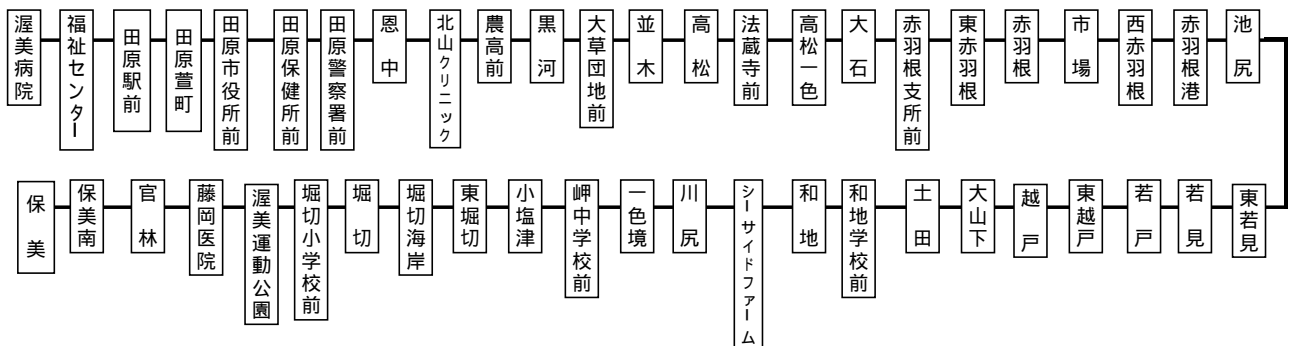 渥美病院
福祉センター
田原駅前
田原萱町
田原市役所前
田原保健所前
田原警察署前
恩中
北山クリニック
農高前
黒河
大草団地前
並木
高松
法蔵寺前
高松一色
大石
赤羽根支所前
東赤羽根
赤羽根
市場
西赤羽根
赤羽根港
池尻
東若見
若見
若戸
東越戸
越戸
大山下
土田
和地学校前
和地
シーサイドファーム
川尻
一色境
岬中学校前
小塩津
東堀切
堀切海岸
堀切
堀切小学校前
渥美運動公園
藤岡医院
官林
保美南
保美